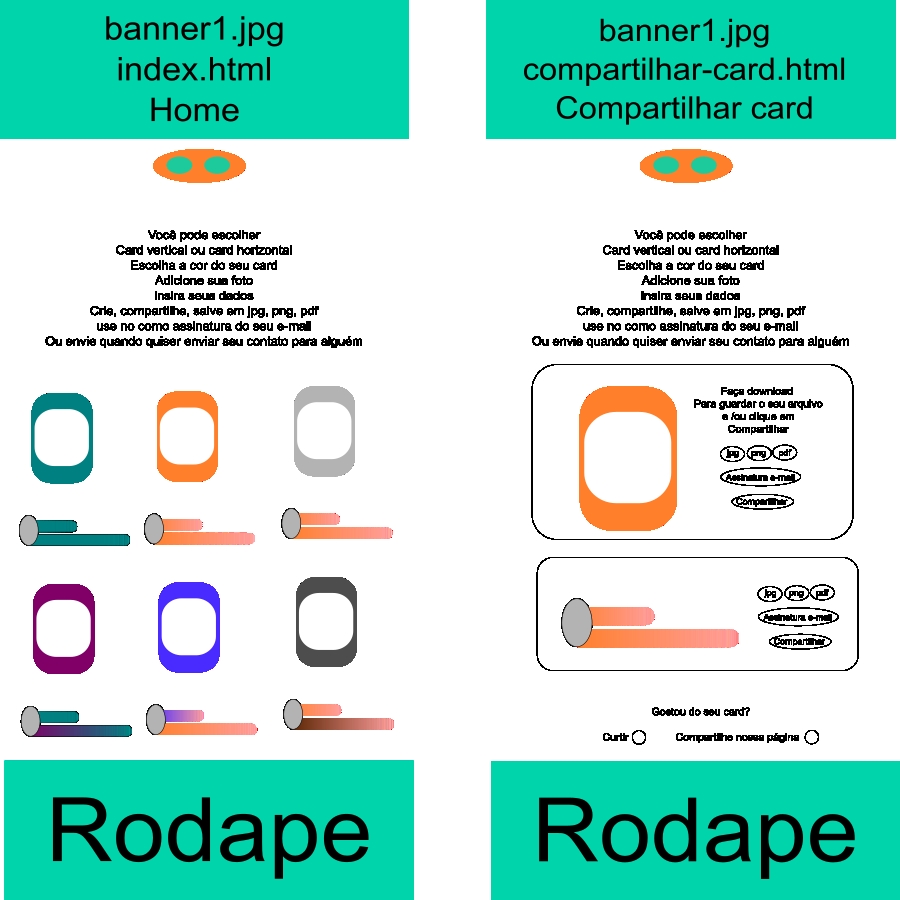 banner1.jpg
index.html
Home
Você pode escolher
Card vertical ou card horizontal
Escolha a cor do seu card
Adicione sua foto
Insira seus dados
Crie, compartilhe, salve em jpg, png, pdf
use no como assinatura do seu e-mail
Ou envie quando quiser enviar seu contato para alguém
Rodape
banner1.jpg
compartilhar-card.html
Compartilhar card
Você pode escolher
Card vertical ou card horizontal
Escolha a cor do seu card
Adicione sua foto
Insira seus dados
Crie, compartilhe, salve em jpg, png, pdf
use no como assinatura do seu e-mail
Ou envie quando quiser enviar seu contato para alguém
Faça download
Para guardar o seu arquivo
e /ou clique em
Compartilhar
jpg png pdf
Assinatura e-mail
Compartilhar
jpg png pdf
Assinatura e-mail
Compartilhar
Gostou do seu card?
Curtir Compartilhe nossa página
Rodape